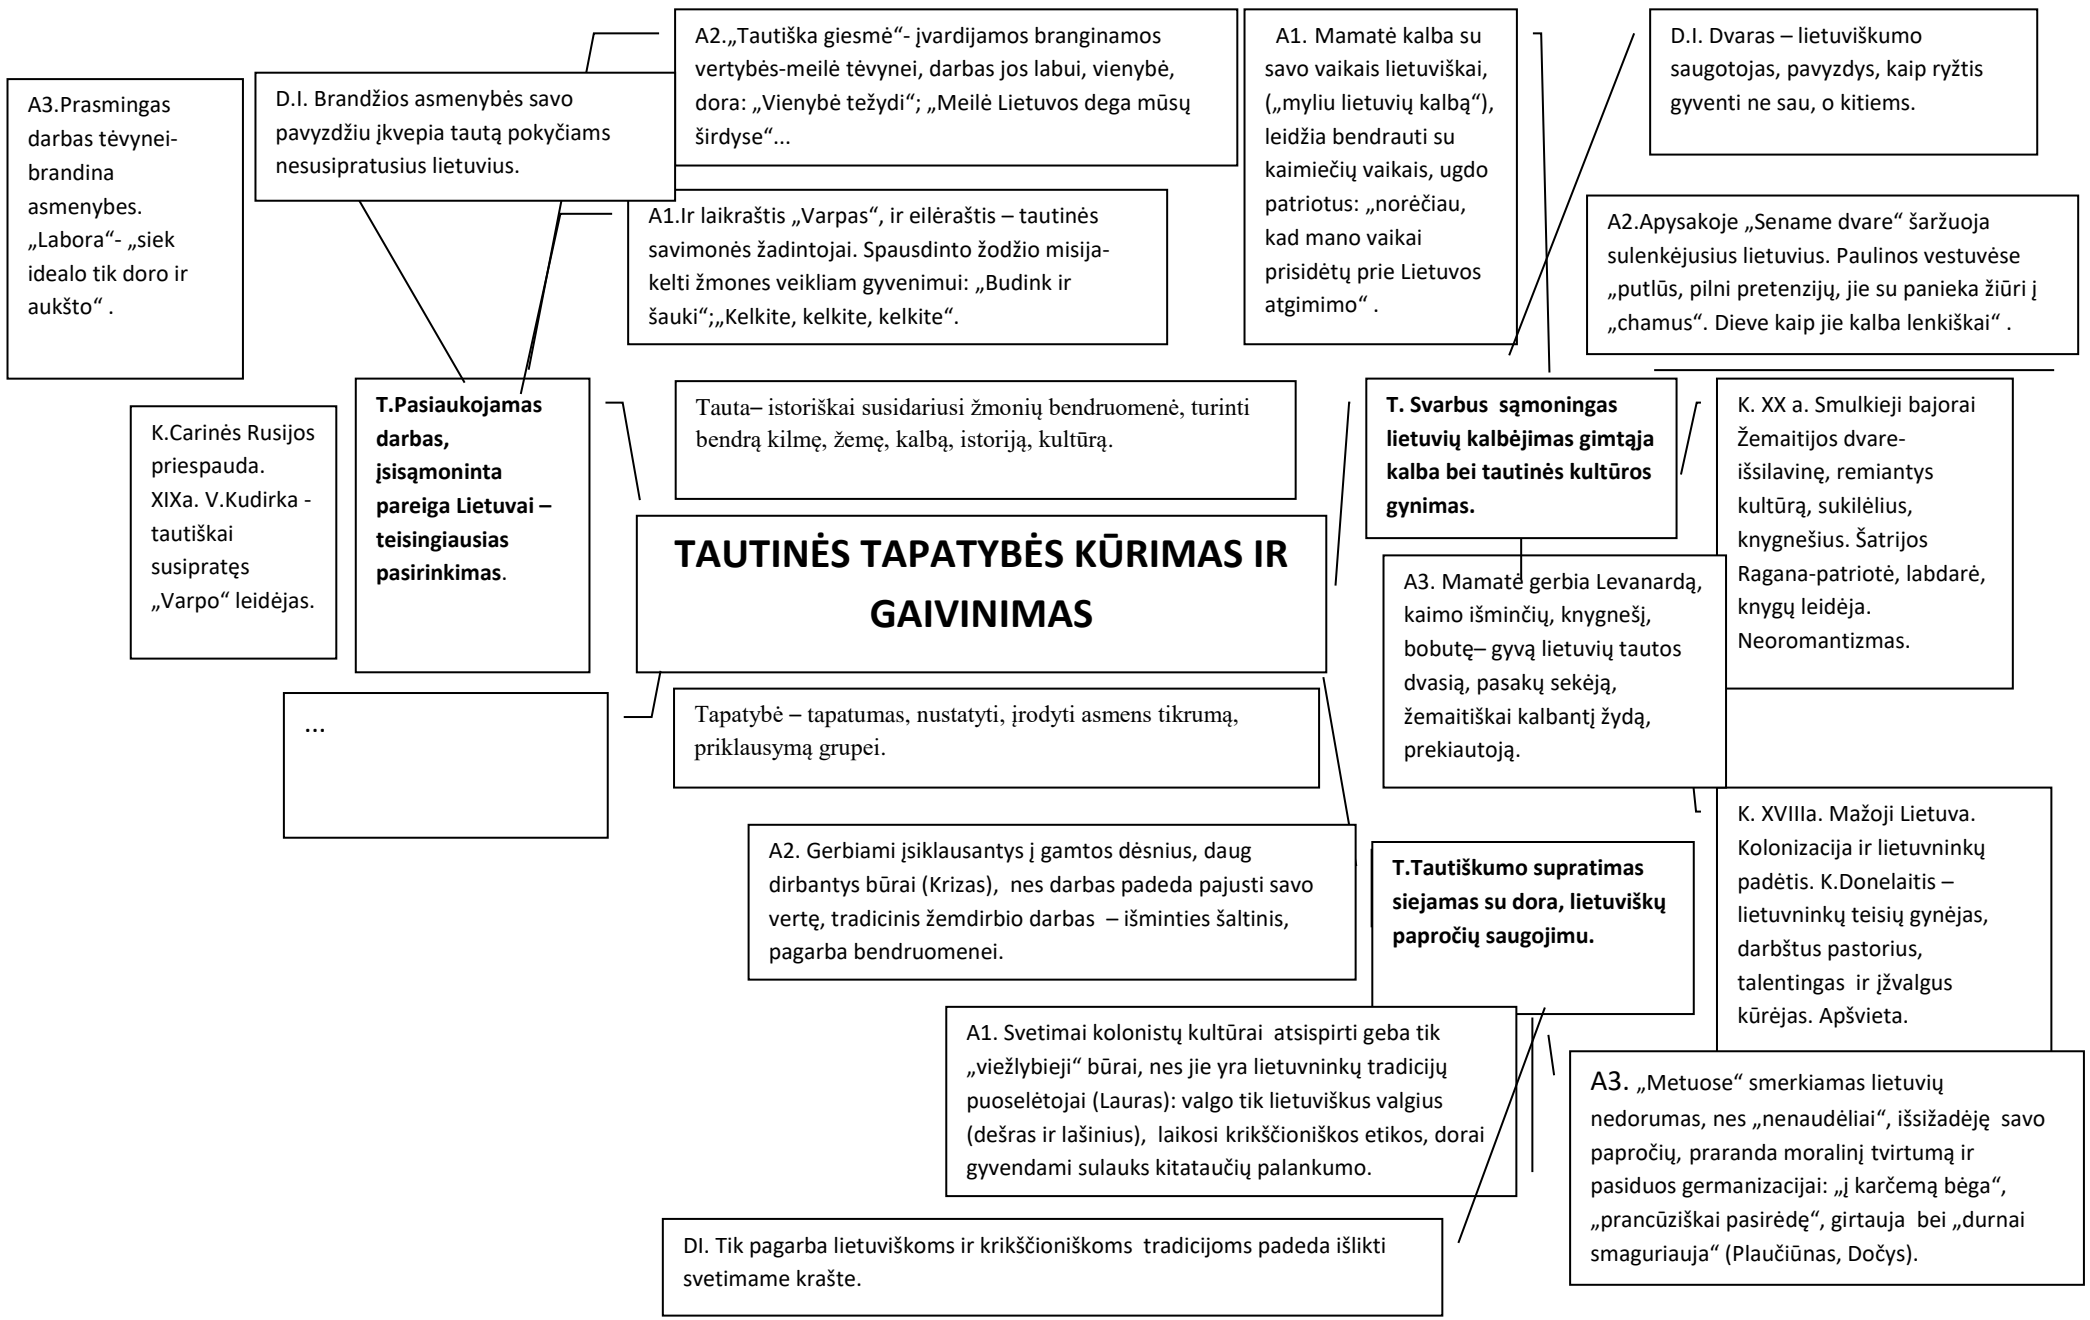 A3.Prasmingas
darbas tėvynei-
brandina
asmenybes.
„Labora“- „siek
idealo tik doro ir
aukšto“ .
D.I. Brandžios asmenybės savo
pavyzdžiu įkvepia tautą pokyčiams
nesusipratusius lietuvius.
A2.„Tautiška giesmė“- įvardijamos branginamos
vertybės-meilė tėvynei, darbas jos labui, vienybė,
dora: „Vienybė težydi“; „Meilė Lietuvos dega mūsų
širdyse“...
A1.Ir laikraštis „Varpas“, ir eilėraštis – tautinės
savimonės žadintojai. Spausdinto žodžio misija-
kelti žmones veikliam gyvenimui: „Budink ir
šauki“;„Kelkite, kelkite, kelkite“.
A1. Mamatė kalba su
savo vaikais lietuviškai,
(„myliu lietuvių kalbą“),
leidžia bendrauti su
kaimiečių vaikais, ugdo
patriotus: „norėčiau,
kad mano vaikai
prisidėtų prie Lietuvos
atgimimo“ .
D.I. Dvaras – lietuviškumo
saugotojas, pavyzdys, kaip ryžtis
gyventi ne sau, o kitiems.
A2.Apysakoje „Sename dvare“ šaržuoja
sulenkėjusius lietuvius. Paulinos vestuvėse
„putlūs, pilni pretenzijų, jie su panieka žiūri į
„chamus“. Dieve kaip jie kalba lenkiškai“ .
K.Carinės Rusijos
priespauda.
XIXa. V.Kudirka -
tautiškai
susipratęs
„Varpo“ leidėjas.
T.Pasiaukojamas
darbas,
įsisąmoninta
pareiga Lietuvai –
teisingiausias
pasirinkimas.
Tauta– istoriškai susidariusi žmonių bendruomenė, turinti
bendrą kilmę, žemę, kalbą, istoriją, kultūrą.
T. Svarbus sąmoningas
lietuvių kalbėjimas gimtąja
kalba bei tautinės kultūros
gynimas.
K. XX a. Smulkieji bajorai
Žemaitijos dvare-
išsilavinę, remiantys
kultūrą, sukilėlius,
knygnešius. Šatrijos
Ragana-patriotė, labdarė,
knygų leidėja.
Neoromantizmas.
TAUTINĖS TAPATYBĖS KŪRIMAS IR
GAIVINIMAS
A3. Mamatė gerbia Levanardą,
kaimo išminčių, knygnešį,
bobutę– gyvą lietuvių tautos
dvasią, pasakų sekėją,
žemaitiškai kalbantį žydą,
prekiautoją.
...
Tapatybė – tapatumas, nustatyti, įrodyti asmens tikrumą,
priklausymą grupei.
A2. Gerbiami įsiklausantys į gamtos dėsnius, daug
dirbantys būrai (Krizas), nes darbas padeda pajusti savo
vertę, tradicinis žemdirbio darbas – išminties šaltinis,
pagarba bendruomenei.
T.Tautiškumo supratimas
siejamas su dora, lietuviškų
papročių saugojimu.
K. XVIIIa. Mažoji Lietuva.
Kolonizacija ir lietuvninkų
padėtis. K.Donelaitis –
lietuvninkų teisių gynėjas,
darbštus pastorius,
talentingas ir įžvalgus
kūrėjas. Apšvieta.
A1. Svetimai kolonistų kultūrai atsispirti geba tik
„viežlybieji“ būrai, nes jie yra lietuvninkų tradicijų
puoselėtojai (Lauras): valgo tik lietuviškus valgius
(dešras ir lašinius), laikosi krikščioniškos etikos, dorai
gyvendami sulauks kitataučių palankumo.
A3. „Metuose“ smerkiamas lietuvių
nedorumas, nes „nenaudėliai“, išsižadėję savo
papročių, praranda moralinį tvirtumą ir
pasiduos germanizacijai: „į karčemą bėga“,
„prancūziškai pasirėdę“, girtauja bei „durnai
smaguriauja“ (Plaučiūnas, Dočys).
DI. Tik pagarba lietuviškoms ir krikščioniškoms tradicijoms padeda išlikti
svetimame krašte.